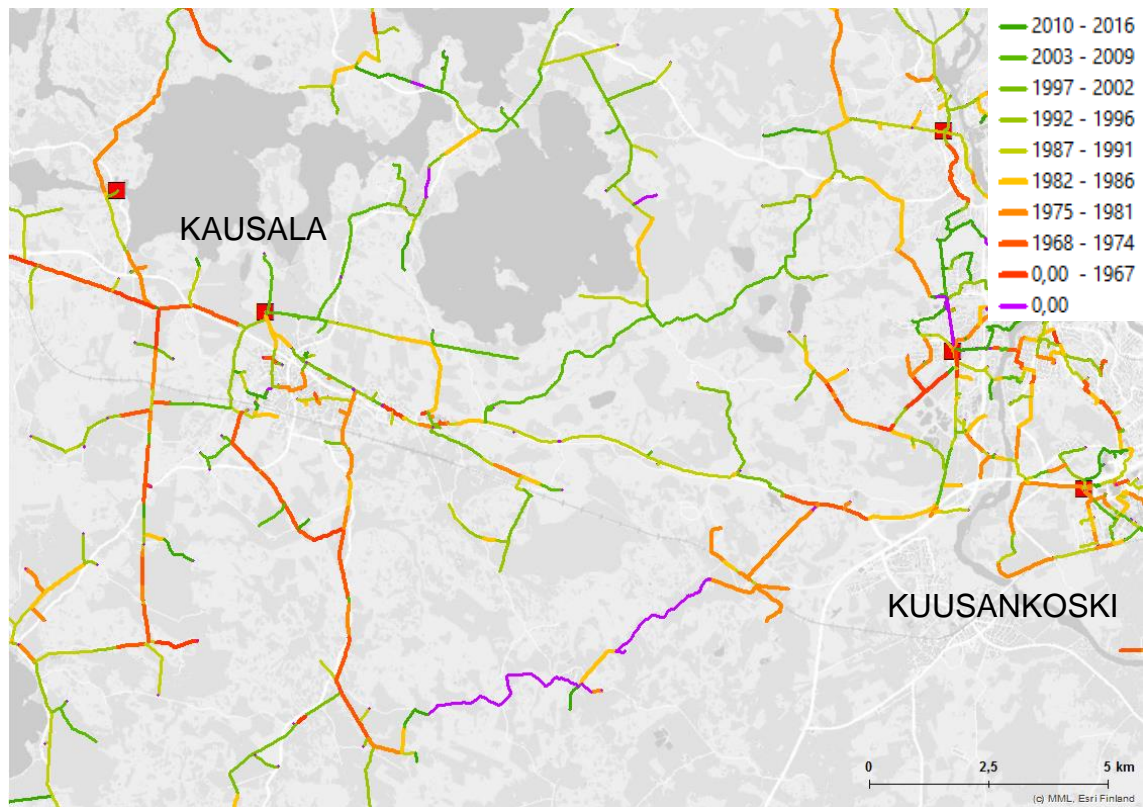 2010 - 2016
2003 - 2009
1997 - 2002
1992 - 1996
1987 - 1991
1982 - 1986
1975 - 1981
1968 - 1974
0,00 - 1967
0,00
KAUSALA
KUUSANKOSKI
0 2,5 5 km
(c) MML, Esri Finland